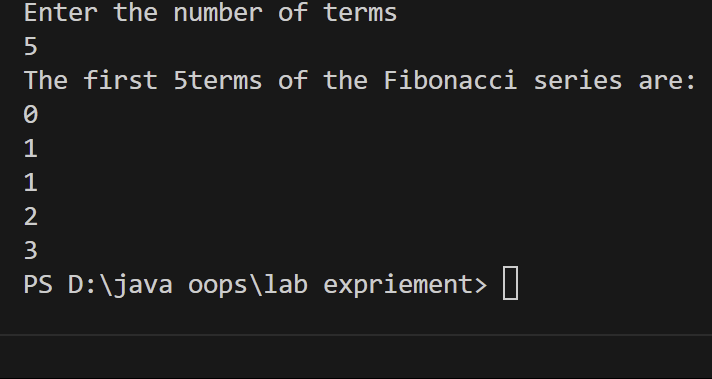 Enter the number of terms
5
The first 5terms of the Fibonacci series are:
0
1
1
2
3
PS D:\java oops\lab expriement>